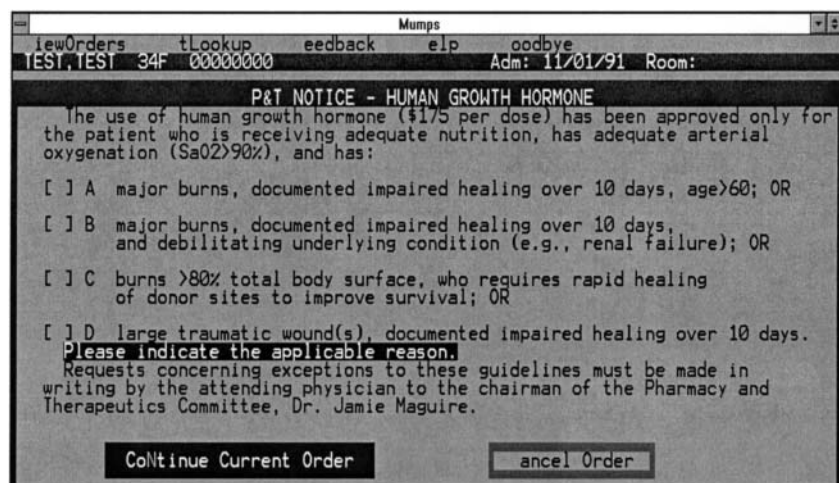 Mumps
iewOrders tLookup eedback elp oodbye
TEST,TEST 34F 00000000 Adm: 11/01/91 Room:
P&T NOTICE - HUMAN GROWTH HORMONE
The use of human growth hormone ($175 per dose) has been approved only for
the patient who is receiving adequate nutrition, has adequate arterial
oxygenation (SaO2>90%), and has:
[ ] A major burns, documented impaired healing over 10 days, age>60; OR
[ ] B major burns, documented impaired healing over 10 days,
and debilitating underlying condition (e.g., renal failure); OR
[ ] C burns >80% total body surface, who requires rapid healing
of donor sites to improve survival; OR
[ ] D large traumatic wound(s), documented impaired healing over 10 days.
Please indicate the applicable reason.
Requests concerning exceptions to these guidelines must be made in
writing by the attending physician to the chairman of the Pharmacy and
Therapeutics Committee, Dr. Jamie Maguire.
CoNtinue Current Order ancel Order